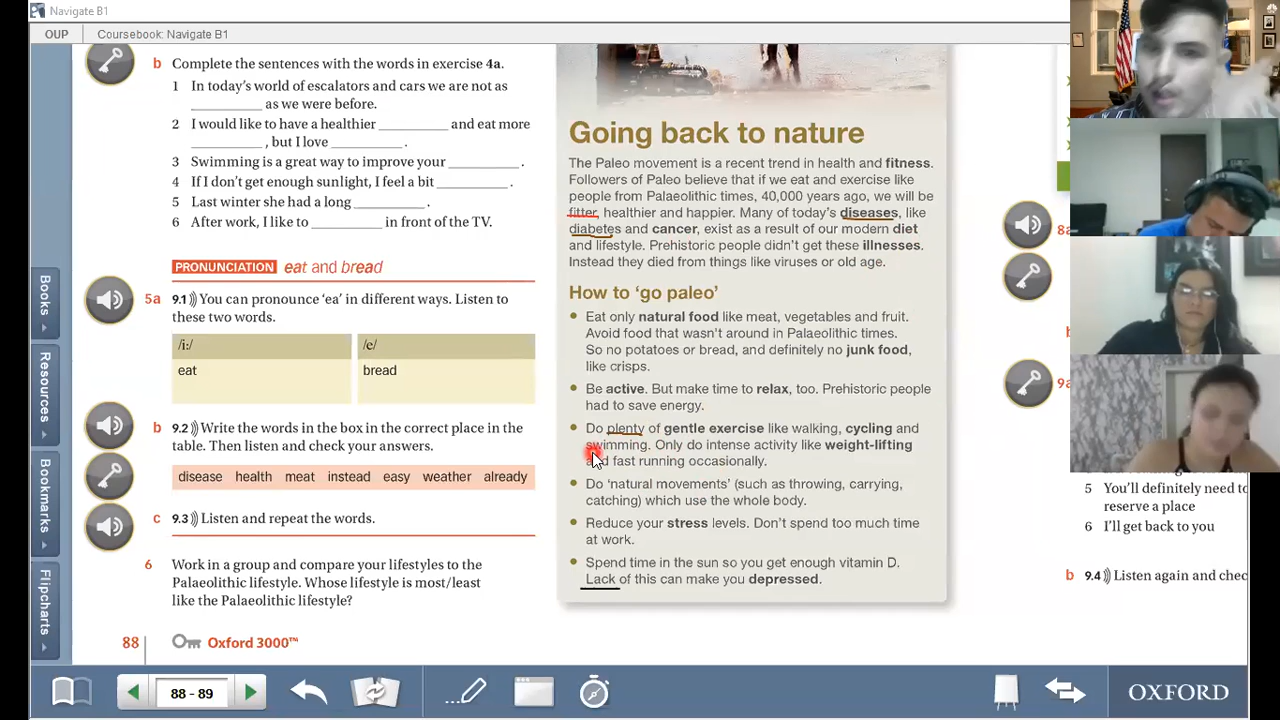 Navigate B1
OUP
Coursebook: Navigate B1
b Complete the sentences with the words in exercise 4a.
1 In today's world of escalators and cars we are not as
__________ as we were before.
2 I would like to have a healthier __________ and eat more
__________ , but I love __________ .
3 Swimming is a great way to improve your __________ .
4 If I don't get enough sunlight, I feel a bit __________ .
5 Last winter she had a long __________ .
6 After work, I like to __________ in front of the TV.
PRONUNCIATION eat and bread
5a 9.1 You can pronounce 'ea' in different ways. Listen to
these two words.
/iː/ /e/
eat bread
b 9.2 Write the words in the box in the correct place in the
table. Then listen and check your answers.
disease health meat instead easy weather already
c 9.3 Listen and repeat the words.
6 Work in a group and compare your lifestyles to the
Palaeolithic lifestyle. Whose lifestyle is most/least
like the Palaeolithic lifestyle?
88 Oxford 3000™
Going back to nature
The Paleo movement is a recent trend in health and fitness.
Followers of Paleo believe that if we eat and exercise like
people from Palaeolithic times, 40,000 years ago, we will be
fitter, healthier and happier. Many of today's diseases, like
diabetes and cancer, exist as a result of our modern diet
and lifestyle. Prehistoric people didn't get these illnesses.
Instead they died from things like viruses or old age.
How to 'go paleo'
• Eat only natural food like meat, vegetables and fruit.
Avoid food that wasn't around in Palaeolithic times.
So no potatoes or bread, and definitely no junk food,
like crisps.
• Be active. But make time to relax, too. Prehistoric people
had to save energy.
• Do plenty of gentle exercise like walking, cycling and
swimming. Only do intense activity like weight-lifting
and fast running occasionally.
• Do 'natural movements' (such as throwing, carrying,
catching) which use the whole body.
• Reduce your stress levels. Don't spend too much time
at work.
• Spend time in the sun so you get enough vitamin D.
Lack of this can make you depressed.
8a
b
9a
5 You'll definitely need to
reserve a place
6 I'll get back to you
b 9.4 Listen again and chec
Books
Resources
Bookmarks
Flipcharts
88 - 89
OXFORD